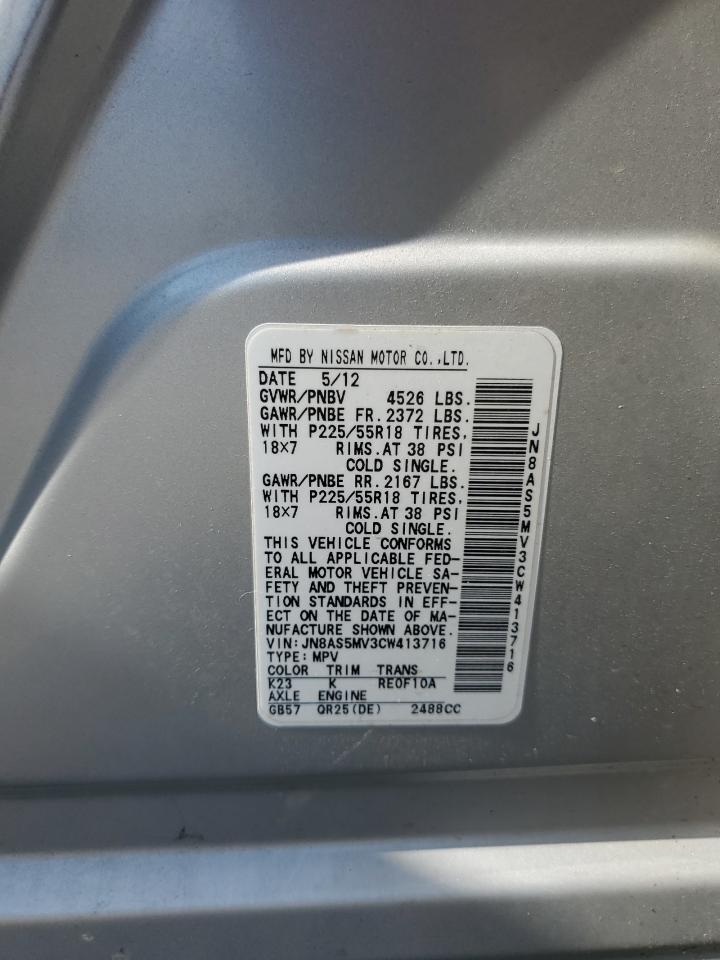 MFD BY NISSAN MOTOR CO.,LTD.
DATE 5/12
GVWR/PNBV 4526 LBS.
GAWR/PNBE FR. 2372 LBS.
WITH P225/55R18 TIRES,
18X7 RIMS. AT 38 PSI
COLD SINGLE.
GAWR/PNBE RR. 2167 LBS.
WITH P225/55R18 TIRES,
18X7 RIMS. AT 38 PSI
COLD SINGLE.
THIS VEHICLE CONFORMS
TO ALL APPLICABLE FED-
ERAL MOTOR VEHICLE SA-
FETY AND THEFT PREVEN-
TION STANDARDS IN EFF-
ECT ON THE DATE OF MA-
NUFACTURE SHOWN ABOVE.
VIN:JN8AS5MV3CW413716
TYPE:MPV
COLOR TRIM TRANS
K23 K RE0F10A
AXLE ENGINE
GB57 QR25(DE) 2488CC
JN8AS5MV3CW413716